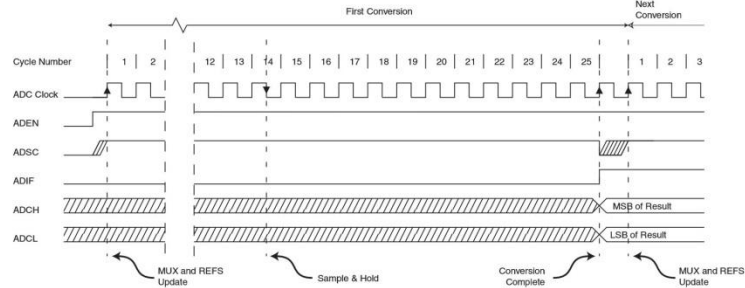 First Conversion
Next
Conversion
Cycle Number 1 2 12 13 14 15 16 17 18 19 20 21 22 23 24 25 1 2 3
ADC Clock
ADEN
ADSC
ADIF
ADCH MSB of Result
ADCL LSB of Result
MUX and REFS
Update
Sample & Hold
Conversion
Complete
MUX and REFS
Update